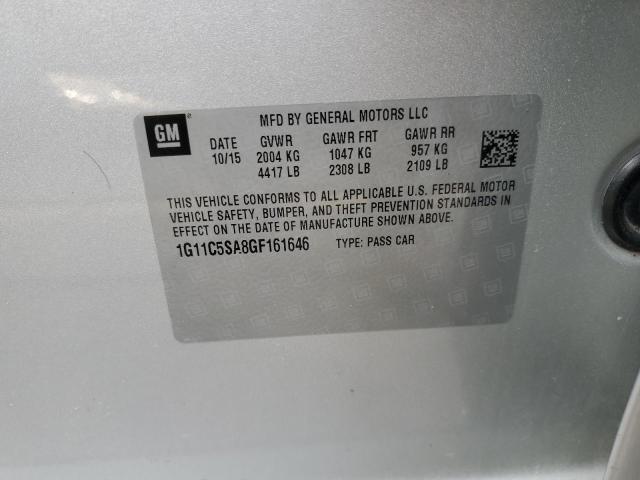 GM
MFD BY GENERAL MOTORS LLC
DATE GVWR GAWR FRT GAWR RR
10/15 2004 KG 1047 KG 957 KG
4417 LB 2308 LB 2109 LB
THIS VEHICLE CONFORMS TO ALL APPLICABLE U.S. FEDERAL MOTOR
VEHICLE SAFETY, BUMPER, AND THEFT PREVENTION STANDARDS IN
EFFECT ON THE DATE OF MANUFACTURE SHOWN ABOVE.
1G11C5SA8GF161646 TYPE: PASS CAR